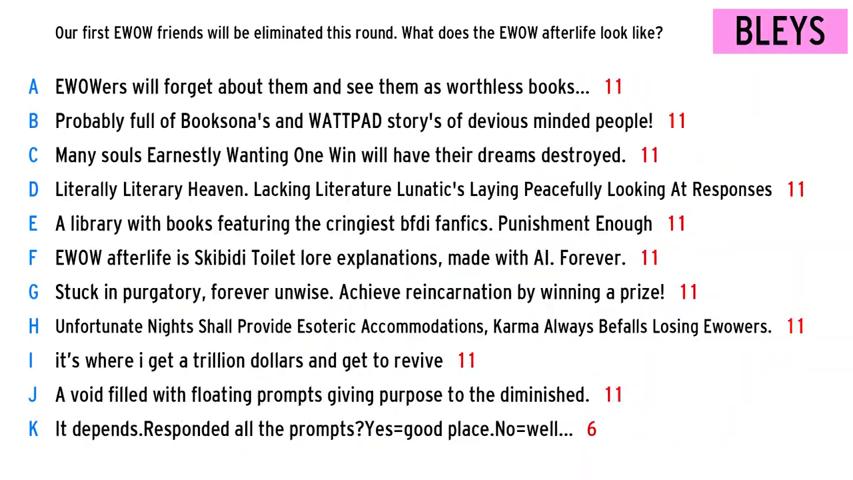 Our first EWOW friends will be eliminated this round. What does the EWOW afterlife look like?
BLEYS
A EWOWers will forget about them and see them as worthless books... 11
B Probably full of Booksona's and WATTPAD story's of devious minded people! 11
C Many souls Earnestly Wanting One Win will have their dreams destroyed. 11
D Literally Literary Heaven. Lacking Literature Lunatic's Laying Peacefully Looking At Responses 11
E A library with books featuring the cringiest bfdi fanfics. Punishment Enough 11
F EWOW afterlife is Skibidi Toilet lore explanations, made with AI. Forever. 11
G Stuck in purgatory, forever unwise. Achieve reincarnation by winning a prize! 11
H Unfortunate Nights Shall Provide Esoteric Accommodations, Karma Always Befalls Losing Ewowers. 11
I it's where i get a trillion dollars and get to revive 11
J A void filled with floating prompts giving purpose to the diminished. 11
K It depends.Responded all the prompts?Yes=good place.No=well... 6